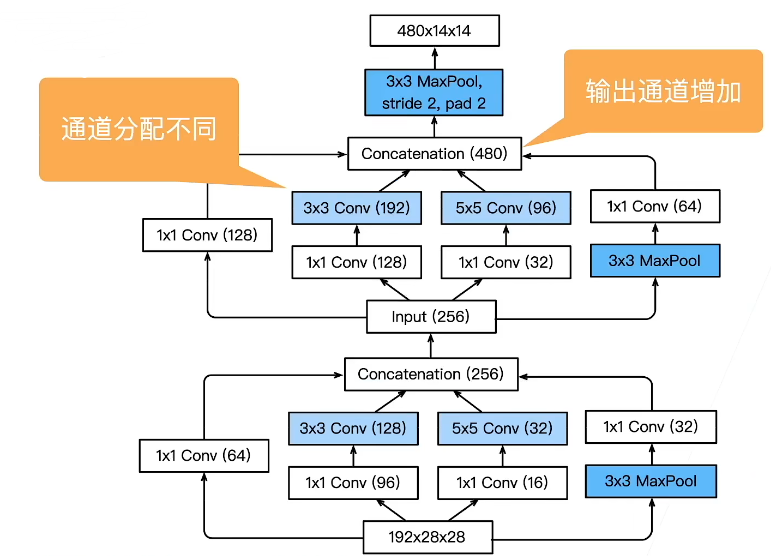 480x14x14
3x3 MaxPool,
stride 2, pad 2
输出通道增加
通道分配不同
Concatenation (480)
3x3 Conv (192)
5x5 Conv (96)
1x1 Conv (64)
1x1 Conv (128)
1x1 Conv (128)
1x1 Conv (32)
3x3 MaxPool
Input (256)
Concatenation (256)
3x3 Conv (128)
5x5 Conv (32)
1x1 Conv (32)
1x1 Conv (64)
1x1 Conv (96)
1x1 Conv (16)
3x3 MaxPool
192x28x28